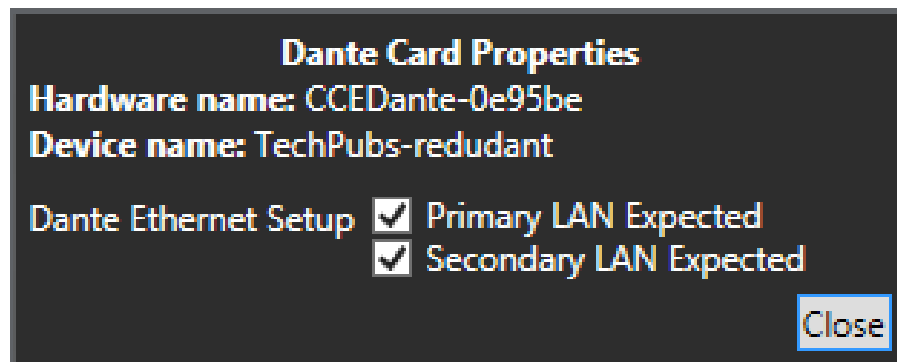 Dante Card Properties
Hardware name: CCEDante-0e95be
Device name: TechPubs-redudant
Dante Ethernet Setup Primary LAN Expected
Secondary LAN Expected
Close